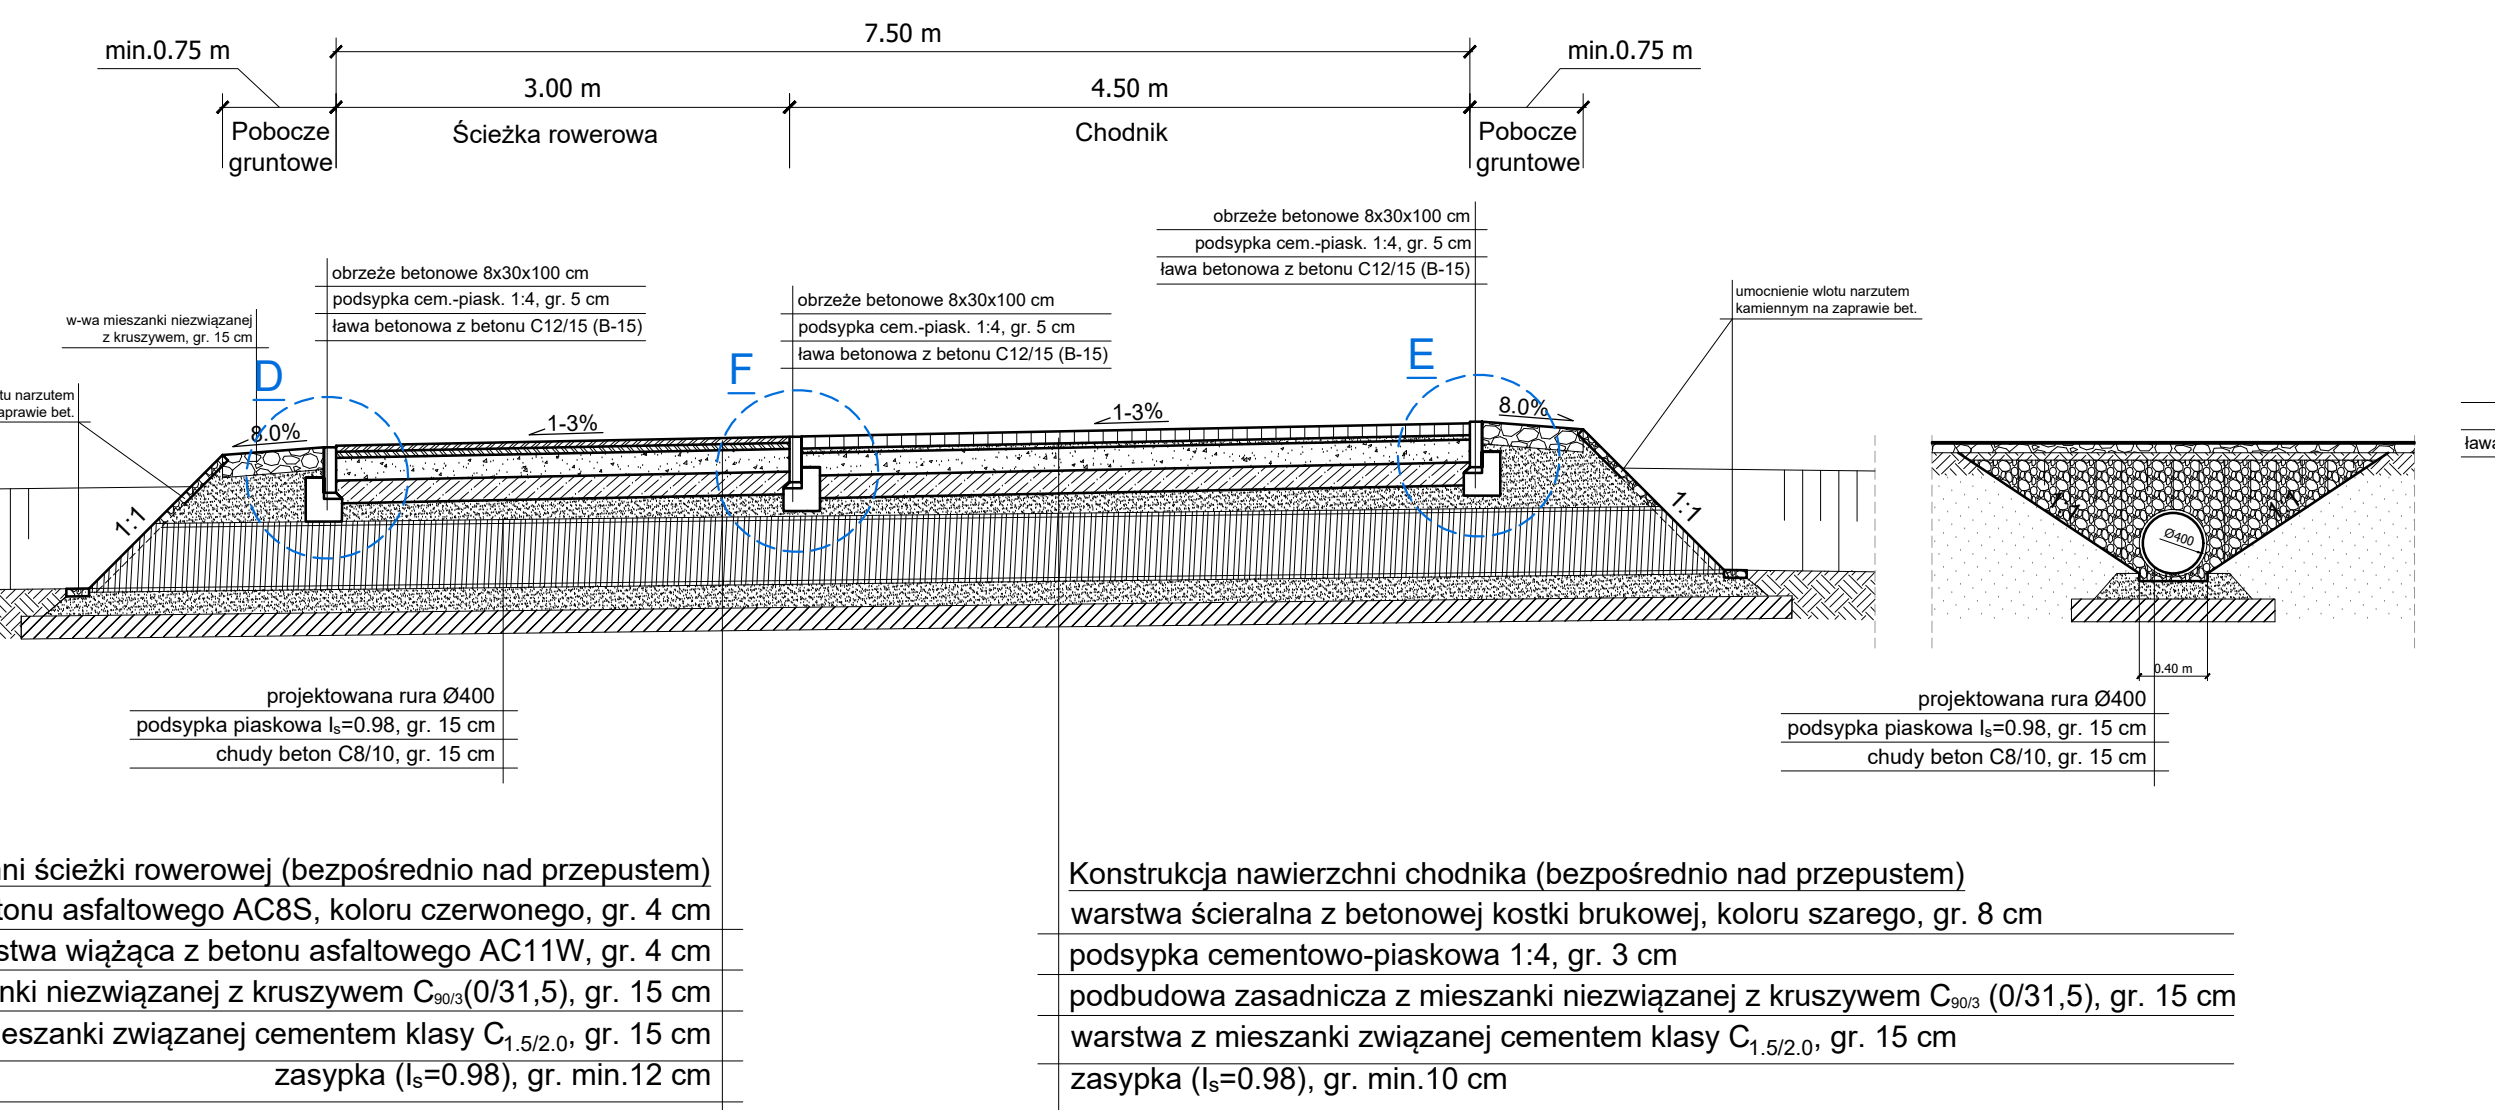 7.50 m
min.0.75 m
min.0.75 m
3.00 m
4.50 m
Pobocze
gruntowe
Ścieżka rowerowa
Chodnik
Pobocze
gruntowe
obrzeże betonowe 8x30x100 cm
podsypka cem.-piask. 1:4, gr. 5 cm
ława betonowa z betonu C12/15 (B-15)
obrzeże betonowe 8x30x100 cm
podsypka cem.-piask. 1:4, gr. 5 cm
ława betonowa z betonu C12/15 (B-15)
obrzeże betonowe 8x30x100 cm
podsypka cem.-piask. 1:4, gr. 5 cm
ława betonowa z betonu C12/15 (B-15)
umocnienie wlotu narzutem
kamiennym na zaprawie bet.
w-wa mieszanki niezwiązanej
z kruszywem, gr. 15 cm
narzutem
zaprawie bet.
D
F
E
8.0%
1-3%
1-3%
8.0%
1:1
1:1
Ø400
0.40 m
projektowana rura Ø400
podsypka piaskowa Is=0.98, gr. 15 cm
chudy beton C8/10, gr. 15 cm
projektowana rura Ø400
podsypka piaskowa Is=0.98, gr. 15 cm
chudy beton C8/10, gr. 15 cm
ścieżki rowerowej (bezpośrednio nad przepustem)
asfaltowego AC8S, koloru czerwonego, gr. 4 cm
wiążąca z betonu asfaltowego AC11W, gr. 4 cm
niezwiązanej z kruszywem C90/3(0/31,5), gr. 15 cm
związanej cementem klasy C1.5/2.0, gr. 15 cm
zasypka (Is=0.98), gr. min.12 cm
Konstrukcja nawierzchni chodnika (bezpośrednio nad przepustem)
warstwa ścieralna z betonowej kostki brukowej, koloru szarego, gr. 8 cm
podsypka cementowo-piaskowa 1:4, gr. 3 cm
podbudowa zasadnicza z mieszanki niezwiązanej z kruszywem C90/3 (0/31,5), gr. 15 cm
warstwa z mieszanki związanej cementem klasy C1.5/2.0, gr. 15 cm
zasypka (Is=0.98), gr. min.10 cm